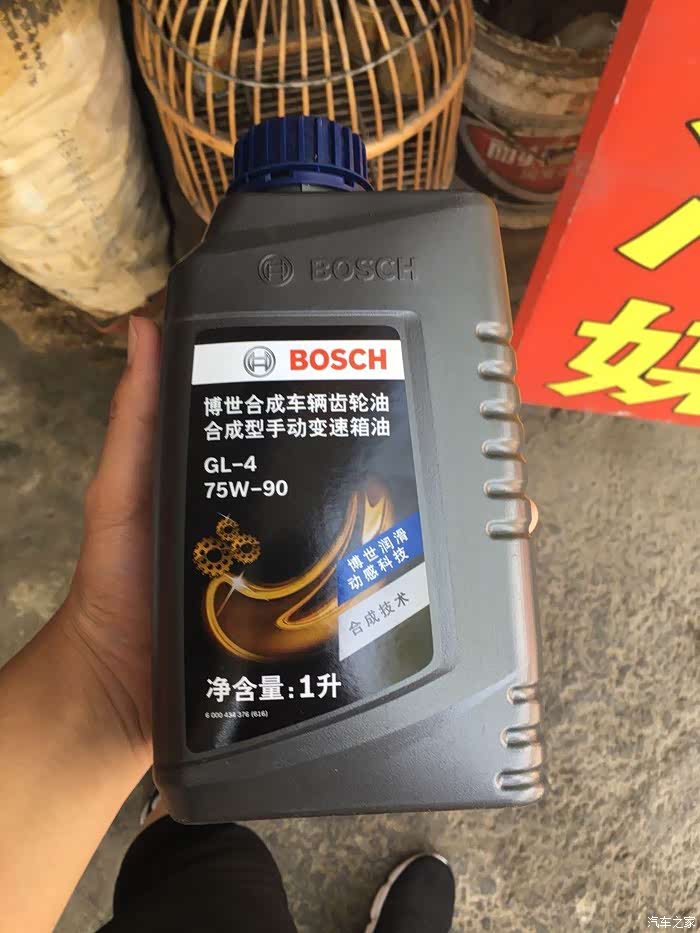 BOSCH
BOSCH
博世合成车辆齿轮油
合成型手动变速箱油
GL-4
75W-90
博世润滑
动感科技
合成技术
净含量:1升
6 000 434 376 (616)
汽车之家